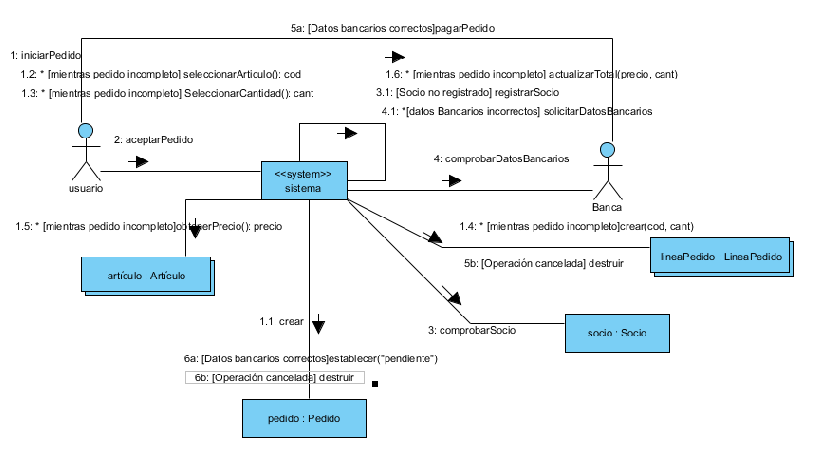 5a: [Datos bancarios correctos]pagarPedido
1: iniciarPedido
1.2: * [mientras pedido incompleto] seleccionarArticulo(): cod
1.6: * [mientras pedido incompleto] actualizarTotal(precio, cant)
1.3: * [mientras pedido incompleto] SeleccionarCantidad(): cant
3.1: [Socio no registrado] registrarSocio
4.1: *[datos Bancarios incorrectos] solicitarDatosBancarios
2: aceptarPedido
<<system>>
sistema
4: comprobarDatosBancarios
usuario
Banca
1.5: * [mientras pedido incompleto]obtenerPrecio(): precio
1.4: * [mientras pedido incompleto]crear(cod, cant)
lineaPedido : LineaPedido
5b: [Operación cancelada] destruir
artículo : Artículo
1.1 crear
3: comprobarSocio
socio : Socio
6a: [Datos bancarios correctos]establecer("pendiente")
6b: [Operación cancelada] destruir
pedido : Pedido